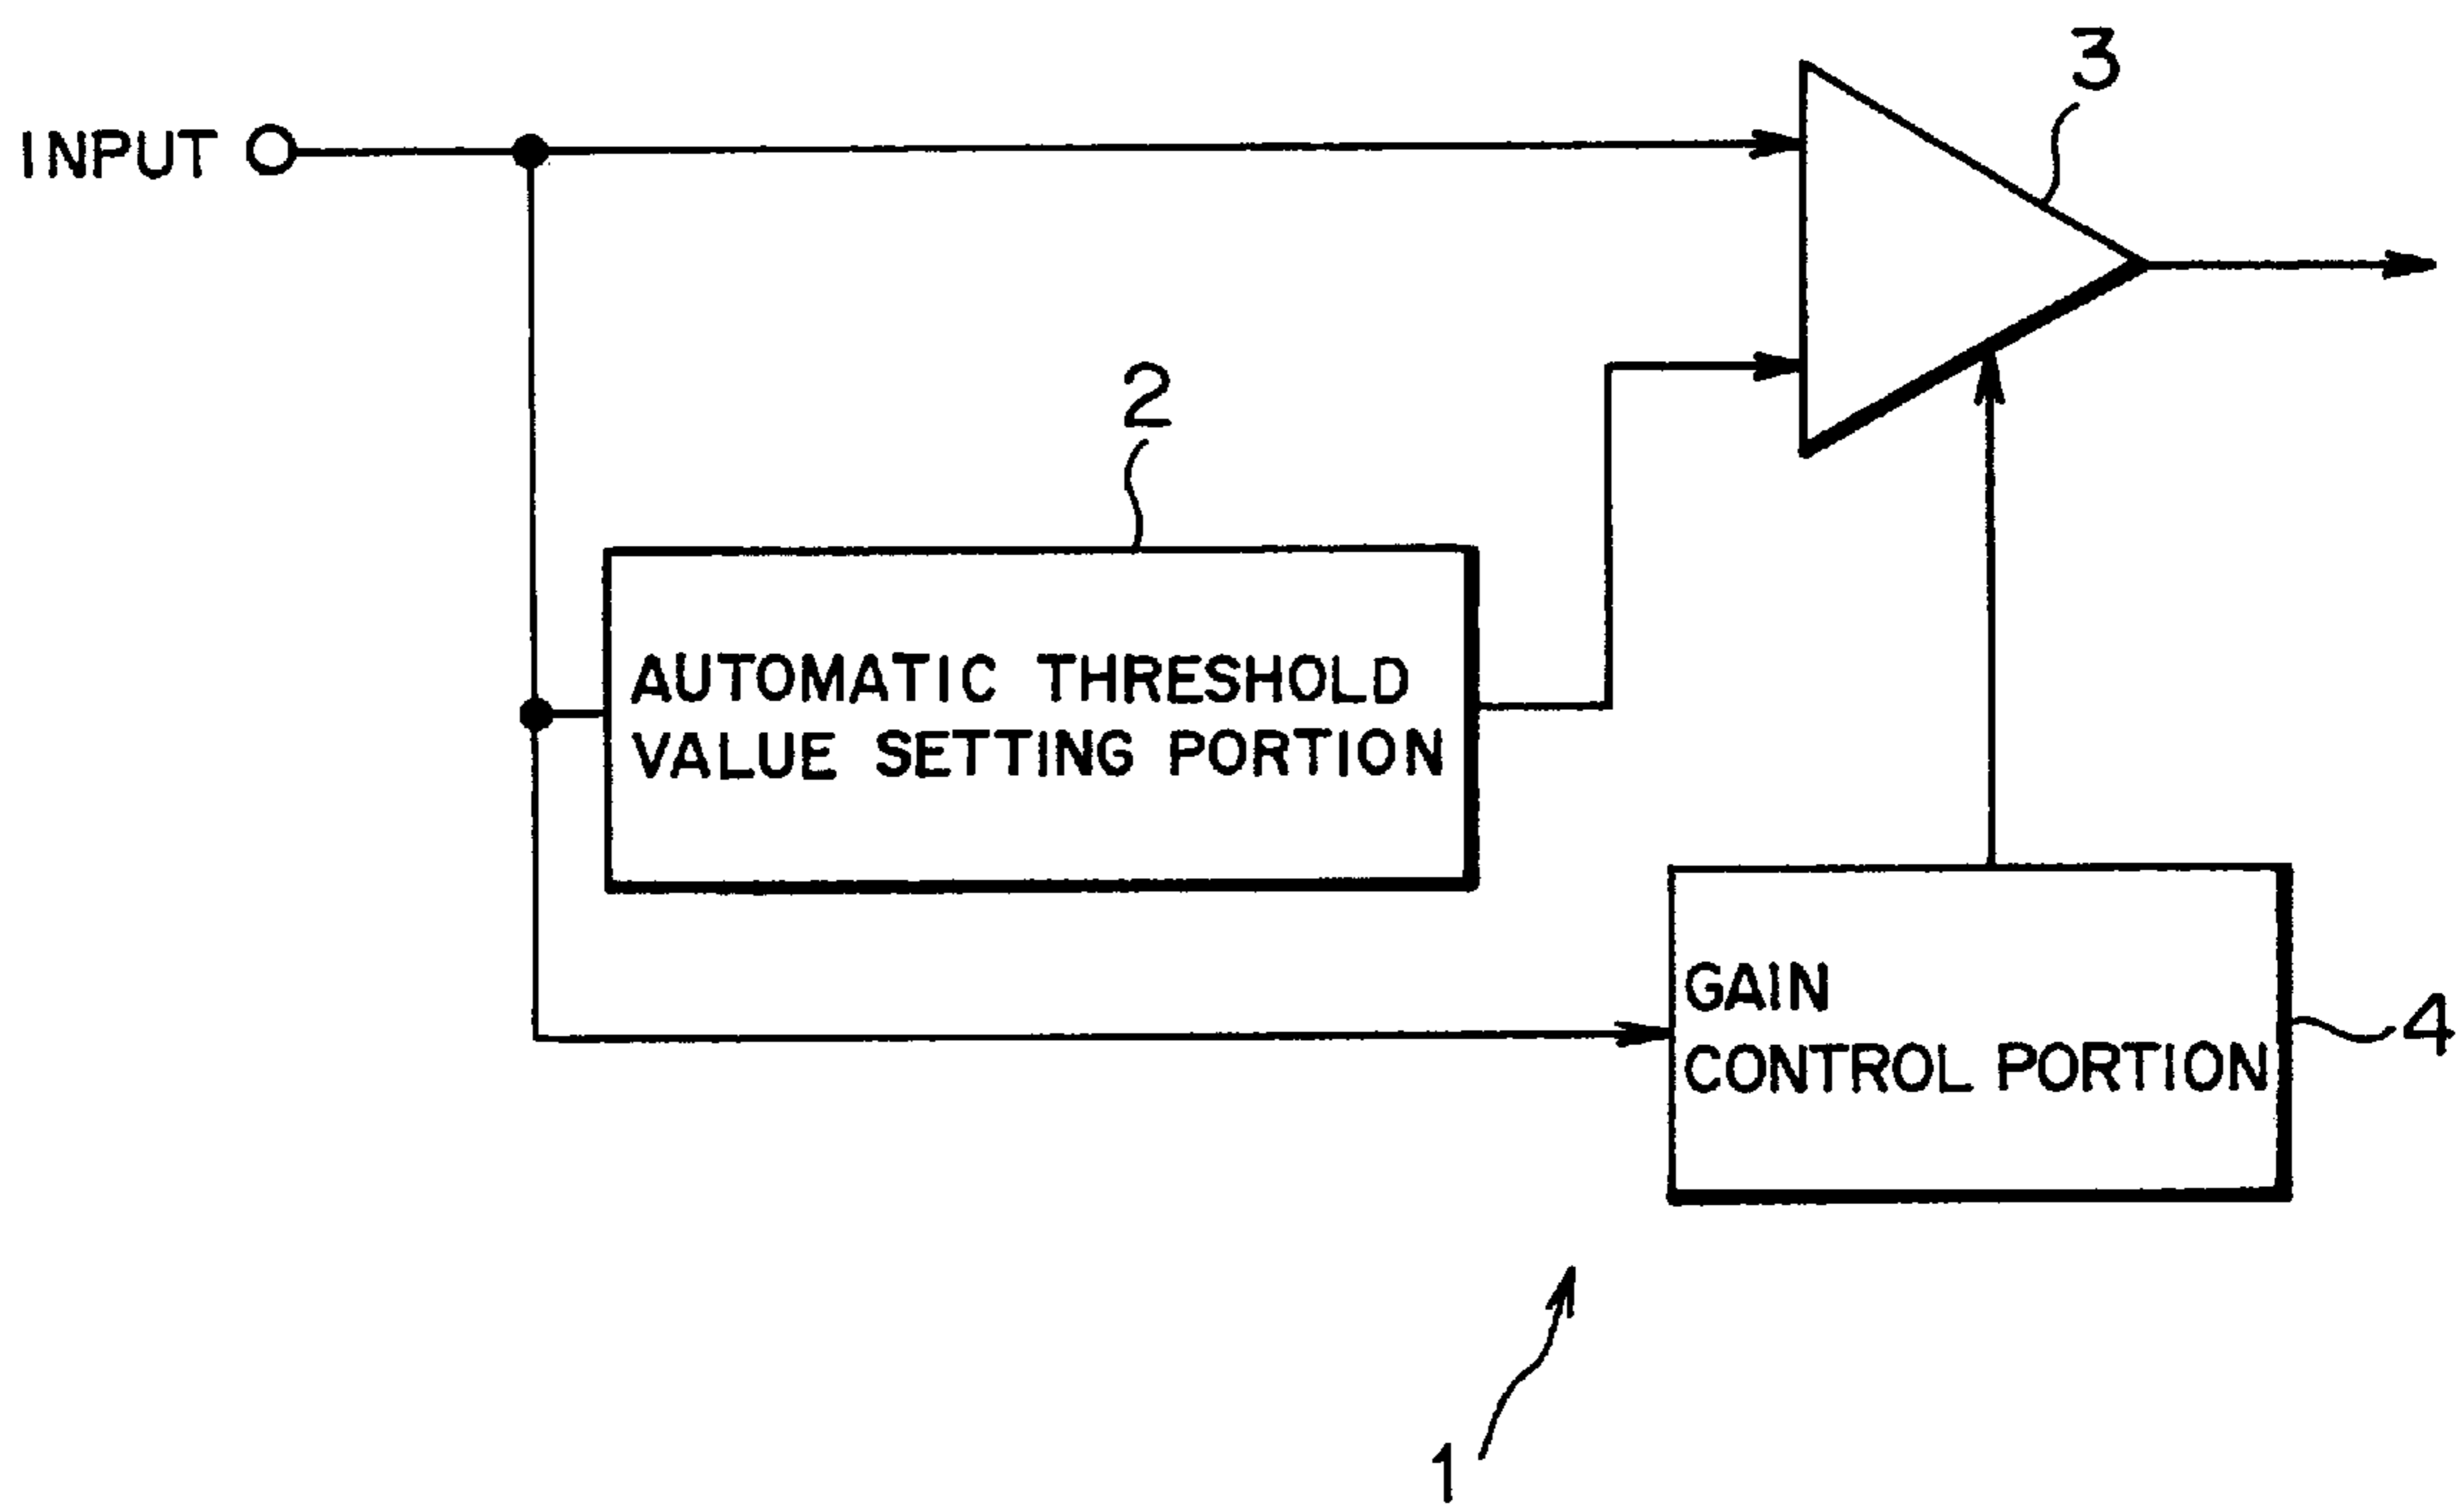 3
INPUT
2
AUTOMATIC THRESHOLD
VALUE SETTING PORTION
GAIN
CONTROL PORTION
4
1